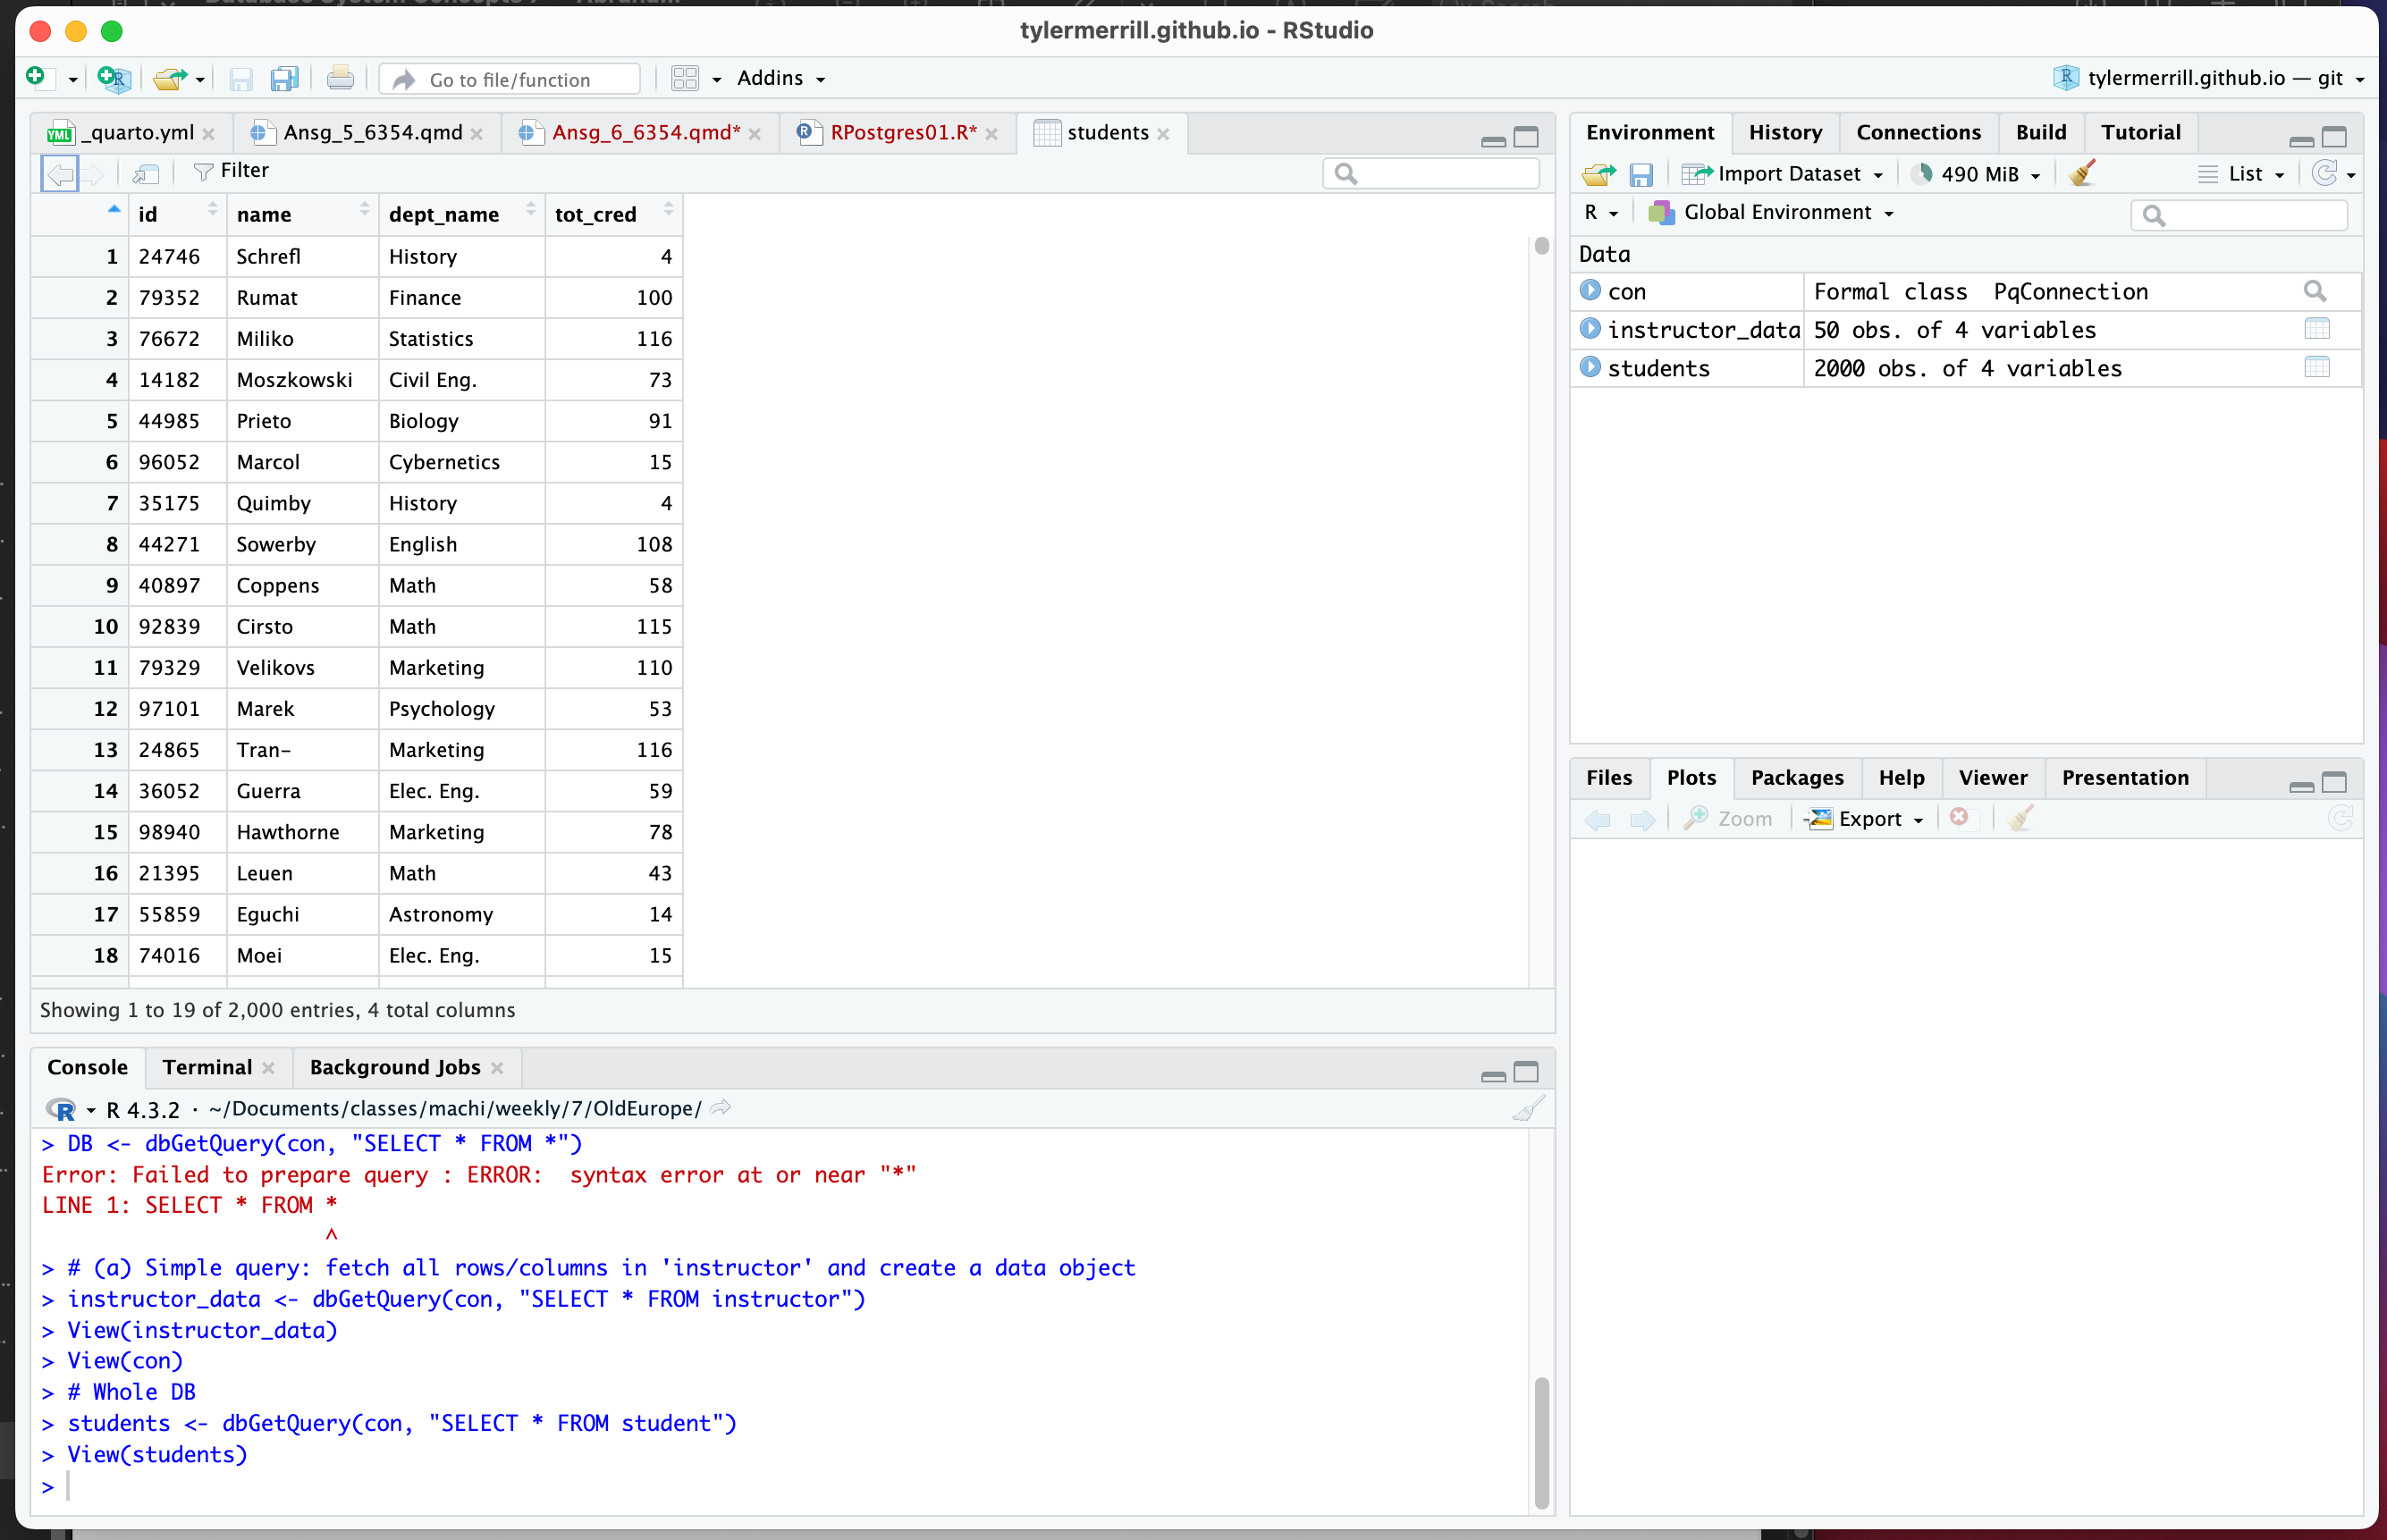 tylermerrill.github.io - RStudio
Go to file/function
Addins
tylermerrill.github.io — git
_quarto.yml
Ansg_5_6354.qmd
Ansg_6_6354.qmd*
RPostgres01.R*
students
Filter
id name dept_name tot_cred
1 24746 Schrefl History 4
2 79352 Rumat Finance 100
3 76672 Miliko Statistics 116
4 14182 Moszkowski Civil Eng. 73
5 44985 Prieto Biology 91
6 96052 Marcol Cybernetics 15
7 35175 Quimby History 4
8 44271 Sowerby English 108
9 40897 Coppens Math 58
10 92839 Cirsto Math 115
11 79329 Velikovs Marketing 110
12 97101 Marek Psychology 53
13 24865 Tran- Marketing 116
14 36052 Guerra Elec. Eng. 59
15 98940 Hawthorne Marketing 78
16 21395 Leuen Math 43
17 55859 Eguchi Astronomy 14
18 74016 Moei Elec. Eng. 15
Showing 1 to 19 of 2,000 entries, 4 total columns
Console Terminal Background Jobs
R 4.3.2 · ~/Documents/classes/machi/weekly/7/OldEurope/
> DB <- dbGetQuery(con, "SELECT * FROM *")
Error: Failed to prepare query : ERROR:  syntax error at or near "*"
LINE 1: SELECT * FROM *
^
> # (a) Simple query: fetch all rows/columns in 'instructor' and create a data object
> instructor_data <- dbGetQuery(con, "SELECT * FROM instructor")
> View(instructor_data)
> View(con)
> # Whole DB
> students <- dbGetQuery(con, "SELECT * FROM student")
> View(students)
>
Environment History Connections Build Tutorial
Import Dataset 490 MiB List
R Global Environment
Data
con Formal class  PqConnection
instructor_data 50 obs. of 4 variables
students 2000 obs. of 4 variables
Files Plots Packages Help Viewer Presentation
Zoom Export